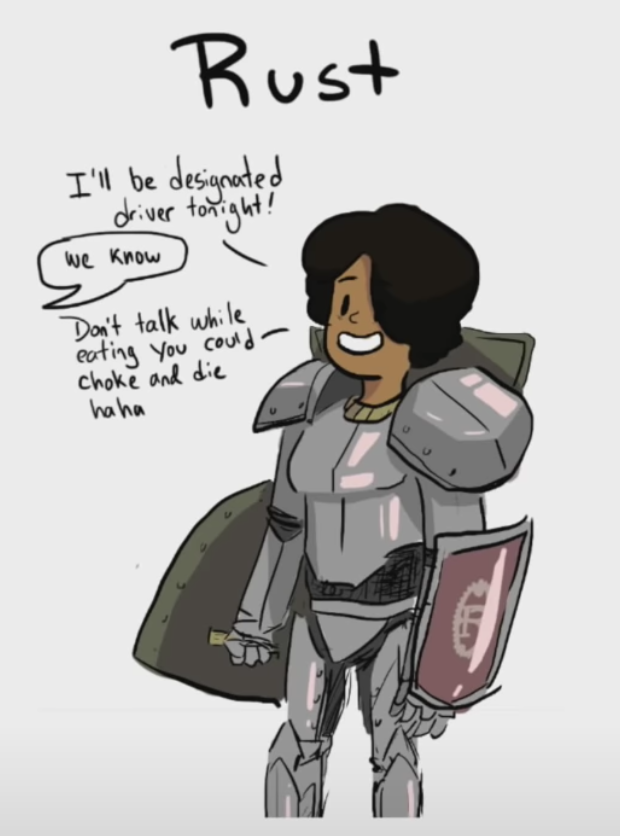 Rust
I'll be designated
driver tonight!
we know
Don't talk while
eating you could
choke and die
haha
R